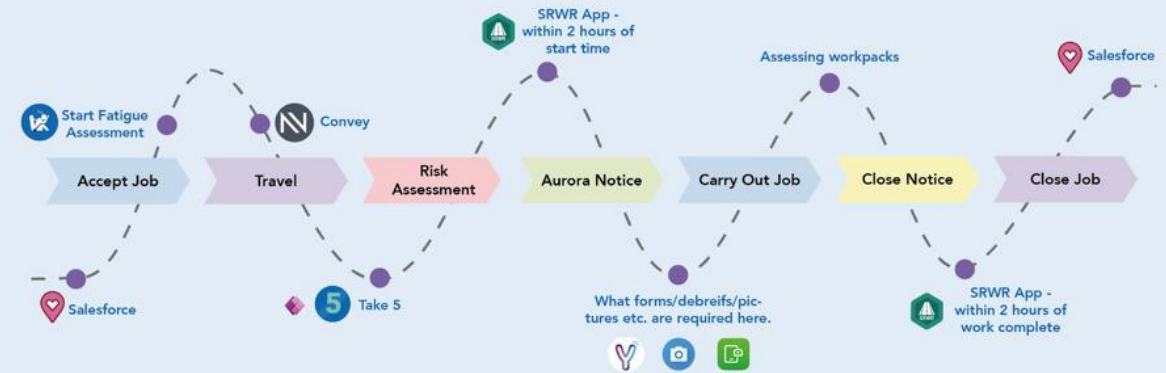 SRWR App -
within 2 hours of
start time
Assessing workpacks
Salesforce
Start Fatigue
Assessment
Convey
Accept Job
Travel
Risk
Assessment
Aurora Notice
Carry Out Job
Close Notice
Close Job
Salesforce
5
Take 5
What forms/debreifs/pic-
tures etc. are required here.
SRWR App -
within 2 hours of
work complete